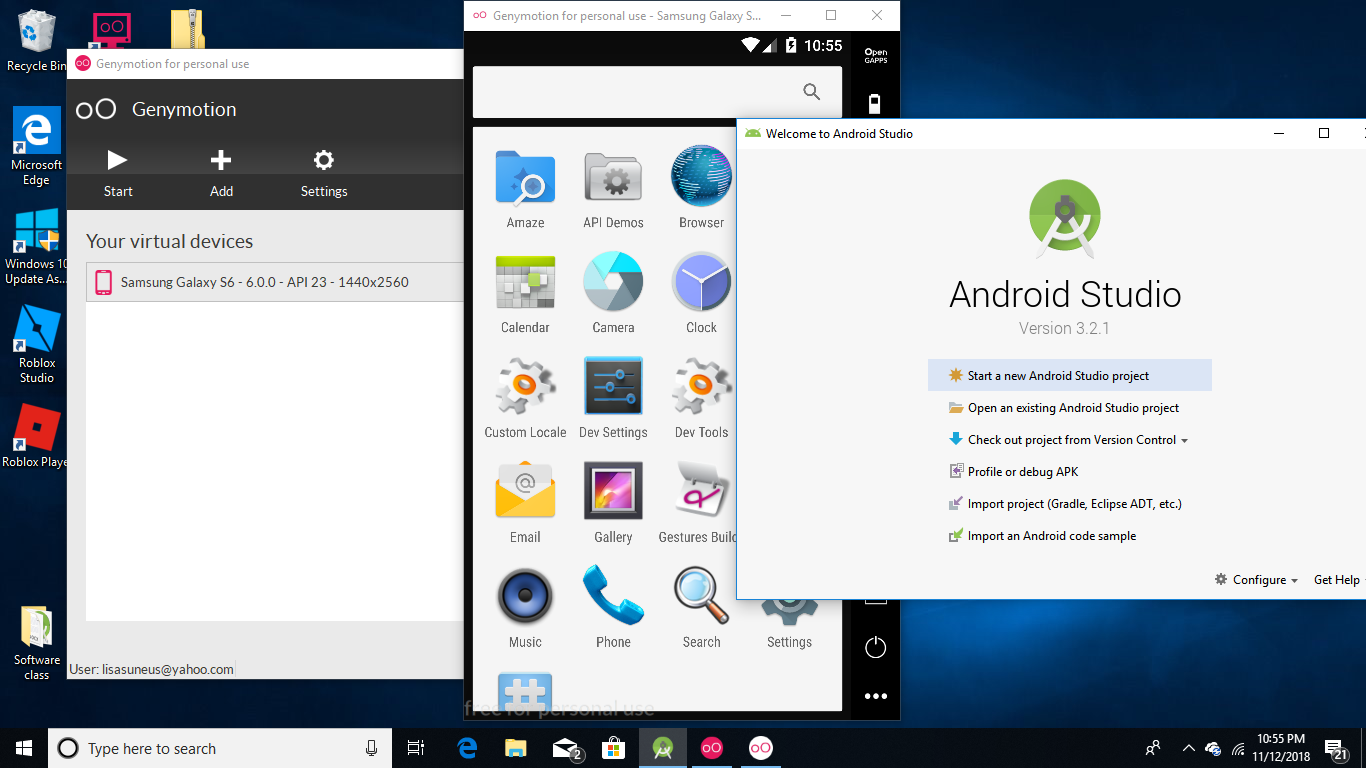 Recycle Bin
Microsoft
Edge
Windows 10
Update As...
Roblox
Studio
Roblox Playe
Software
class
Genymotion for personal use
Genymotion
Start
Add
Settings
Your virtual devices
Samsung Galaxy S6 - 6.0.0 - API 23 - 1440x2560
User: lisasuneus@yahoo.com
Genymotion for personal use - Samsung Galaxy S...
10:55
Open
GAPPS
Amaze
API Demos
Browser
Calendar
Camera
Clock
Custom Locale
Dev Settings
Dev Tools
Email
Gallery
Gestures Build
Music
Phone
Search
Settings
free for personal use
Welcome to Android Studio
Android Studio
Version 3.2.1
Start a new Android Studio project
Open an existing Android Studio project
Check out project from Version Control
Profile or debug APK
Import project (Gradle, Eclipse ADT, etc.)
Import an Android code sample
Configure
Get Help
Type here to search
2
10:55 PM
11/12/2018
21